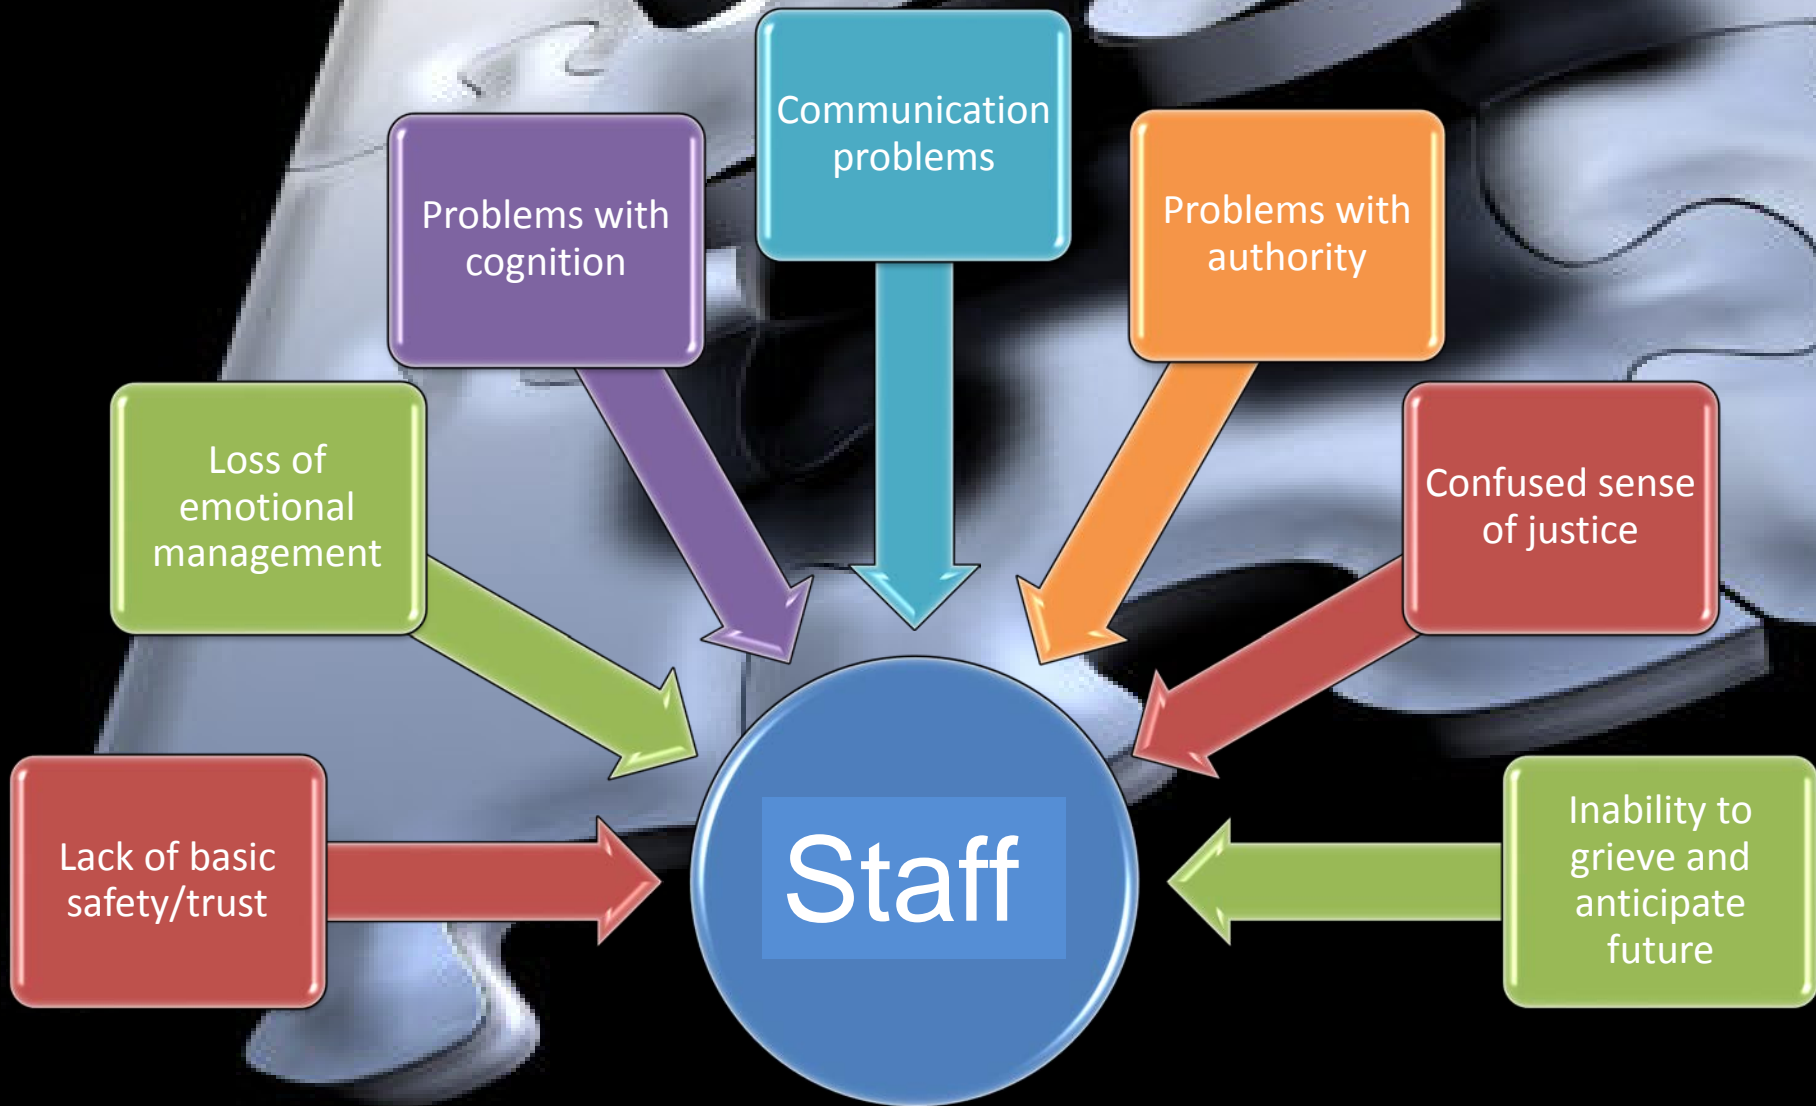 Communication
problems
Problems with
cognition
Problems with
authority
Loss of
emotional
management
Confused sense
of justice
Lack of basic
safety/trust
Inability to
grieve and
anticipate
future
Staff